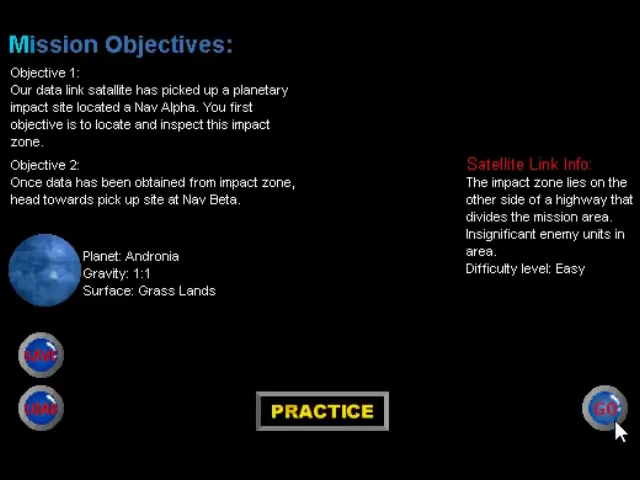 Mission Objectives:
Objective 1:
Our data link satallite has picked up a planetary
impact site located a Nav Alpha. You first
objective is to locate and inspect this impact
zone.
Objective 2:
Once data has been obtained from impact zone,
head towards pick up site at Nav Beta.
Satellite Link Info:
The impact zone lies on the
other side of a highway that
divides the mission area.
Insignificant enemy units in
area.
Difficulty level: Easy
Planet: Andronia
Gravity: 1:1
Surface: Grass Lands
SAVE
LOAD
PRACTICE
GO